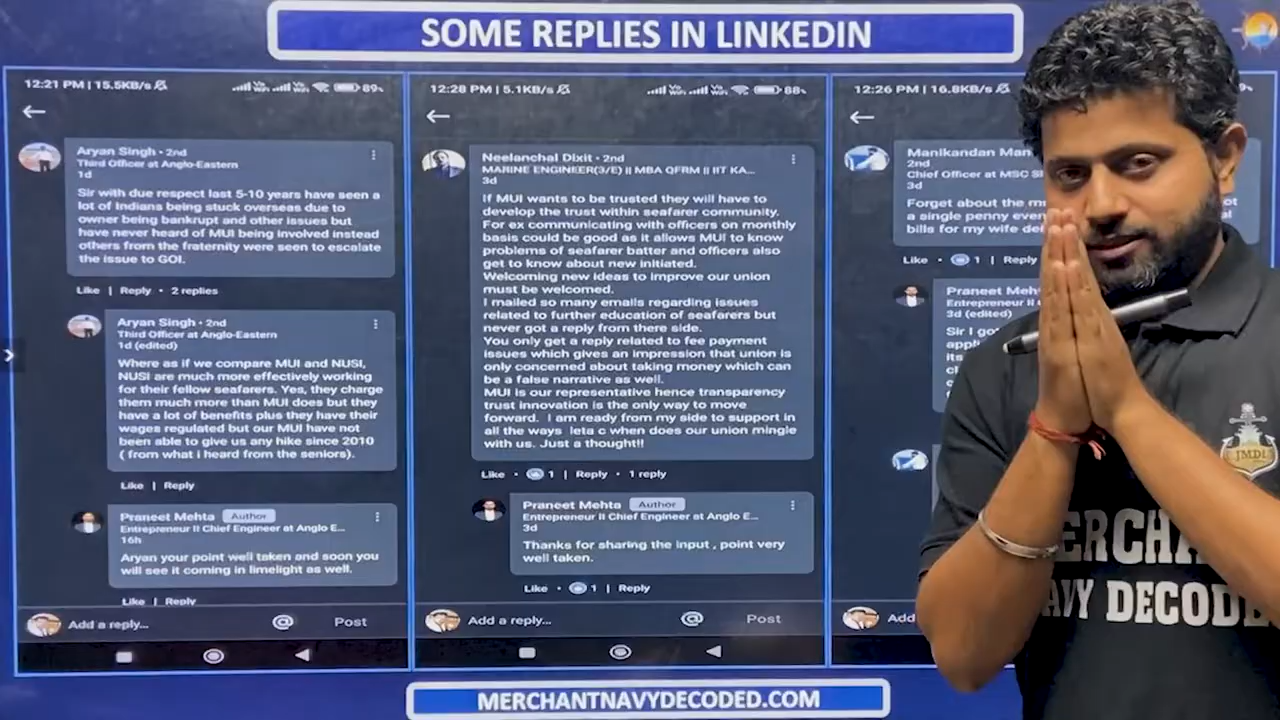 SOME REPLIES IN LINKEDIN
12:21 PM | 15.5KB/s
89%
Aryan Singh • 2nd
Third Officer at Anglo-Eastern
1d
Sir with due respect last 5-10 years have seen a
lot of Indians being stuck overseas due to
owner being bankrupt and other issues but
have never heard of MUI being involved instead
others from the fraternity were seen to escalate
the issue to GOI.
Like | Reply • 2 replies
Aryan Singh • 2nd
Third Officer at Anglo-Eastern
1d (edited)
Where as if we compare MUI and NUSI,
NUSI are much more effectively working
for their fellow seafarers. Yes, they charge
them much more than MUI does but they
have a lot of benefits plus they have their
wages regulated but our MUI have not
been able to give us any hike since 2010
( from what i heard from the seniors).
Like | Reply
Praneet Mehta Author
Entrepreneur II Chief Engineer at Anglo E...
16h
Aryan your point well taken and soon you
will see it coming in limelight as well.
Like | Reply
Add a reply... @ Post
12:28 PM | 5.1KB/s
88%
Neelanchal Dixit • 2nd
MARINE ENGINEER(3/E) || MBA QFRM || IIT KA...
3d
If MUI wants to be trusted they will have to
develop the trust within seafarer community.
For ex communicating with officers on monthly
basis could be good as it allows MUI to know
problems of seafarer batter and officers also
get to know about new initiated.
Welcoming new ideas to improve our union
must be welcomed.
I mailed so many emails regarding issues
related to further education of seafarers but
never got a reply from there side.
You only get a reply related to fee payment
issues which gives an impression that union is
only concerned about taking money which can
be a false narrative as well.
MUI is our representative hence transparency
trust innovation is the only way to move
forward. I am ready from my side to support in
all the ways leta c when does our union mingle
with us. Just a thought!!
Like • 1 | Reply • 1 reply
Praneet Mehta Author
Entrepreneur II Chief Engineer at Anglo E...
3d
Thanks for sharing the input , point very
well taken.
Like • 1 | Reply
Add a reply... @ Post
12:26 PM | 16.8KB/s
Manikandan Man
2nd
Chief Officer at MSC
3d
Forget about the
a single penny even
bills for my wife
Like • 1 | Reply
Praneet Meh
Entrepreneur II
3d (edited)
Sir I go
appl
its
Add
JMDI
MERCHANT
NAVY DECODED
MERCHANTNAVYDECODED.COM